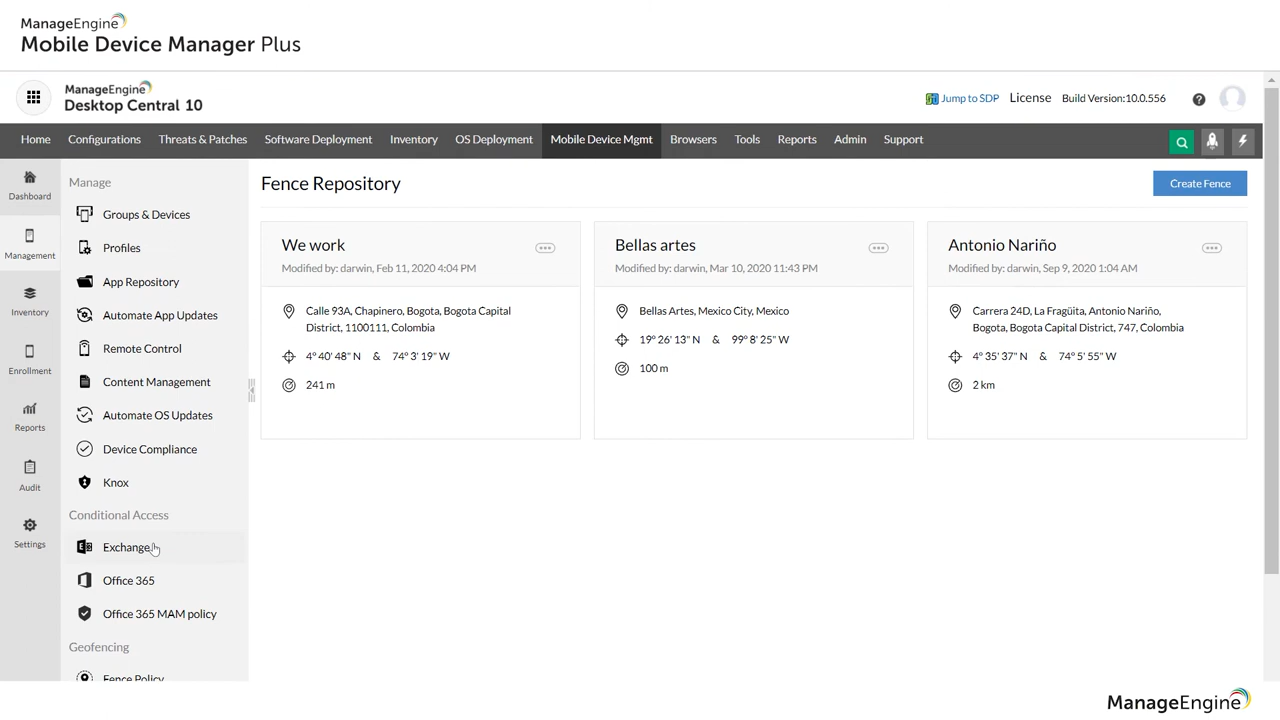 ManageEngine
Mobile Device Manager Plus
ManageEngine
Desktop Central 10
Jump to SDP
License
Build Version:10.0.556
Home
Configurations
Threats & Patches
Software Deployment
Inventory
OS Deployment
Mobile Device Mgmt
Browsers
Tools
Reports
Admin
Support
Dashboard
Management
Inventory
Enrollment
Reports
Audit
Settings
Manage
Groups & Devices
Profiles
App Repository
Automate App Updates
Remote Control
Content Management
Automate OS Updates
Device Compliance
Knox
Conditional Access
Exchange
Office 365
Office 365 MAM policy
Geofencing
Fence Policy
Fence Repository
Create Fence
We work
Modified by: darwin, Feb 11, 2020 4:04 PM
Calle 93A, Chapinero, Bogota, Bogota Capital
District, 1100111, Colombia
4° 40' 48" N & 74° 3' 19" W
241 m
Bellas artes
Modified by: darwin, Mar 10, 2020 11:43 PM
Bellas Artes, Mexico City, Mexico
19° 26' 13" N & 99° 8' 25" W
100 m
Antonio Nariño
Modified by: darwin, Sep 9, 2020 1:04 AM
Carrera 24D, La Fragüita, Antonio Nariño,
Bogota, Bogota Capital District, 747, Colombia
4° 35' 37" N & 74° 5' 55" W
2 km
ManageEngine